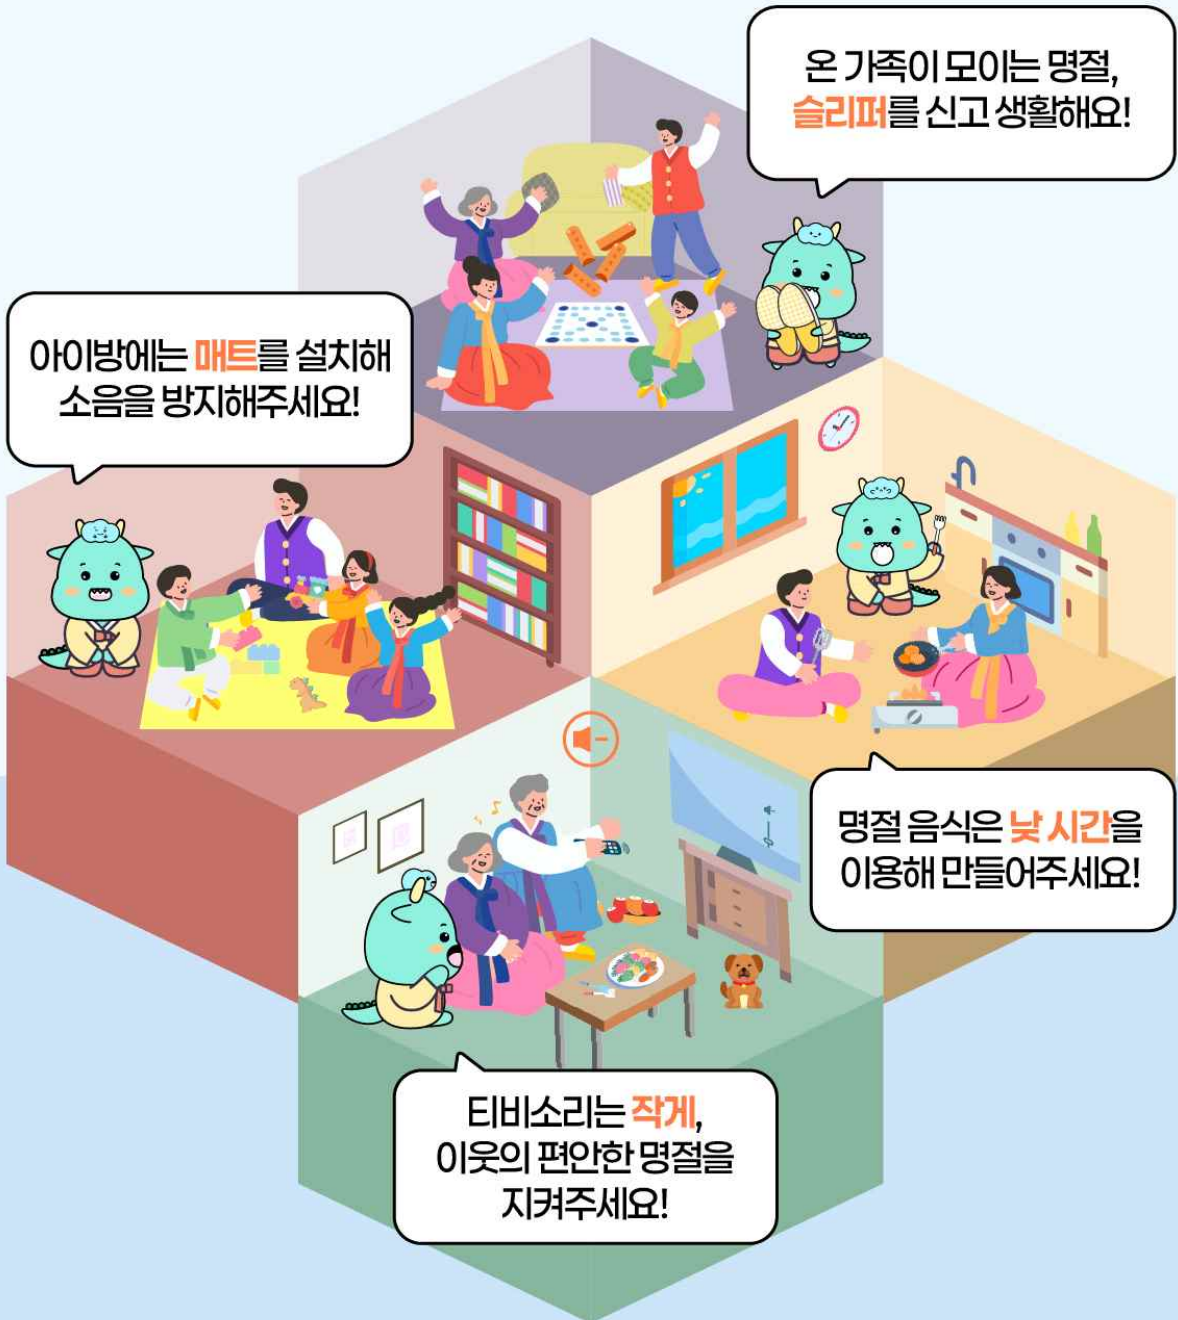 온 가족이 모이는 명절,
슬리퍼를 신고 생활해요!
아이방에는 매트를 설치해
소음을 방지해주세요!
명절 음식은 낮 시간을
이용해 만들어주세요!
티비소리는 작게,
이웃의 편안한 명절을
지켜주세요!